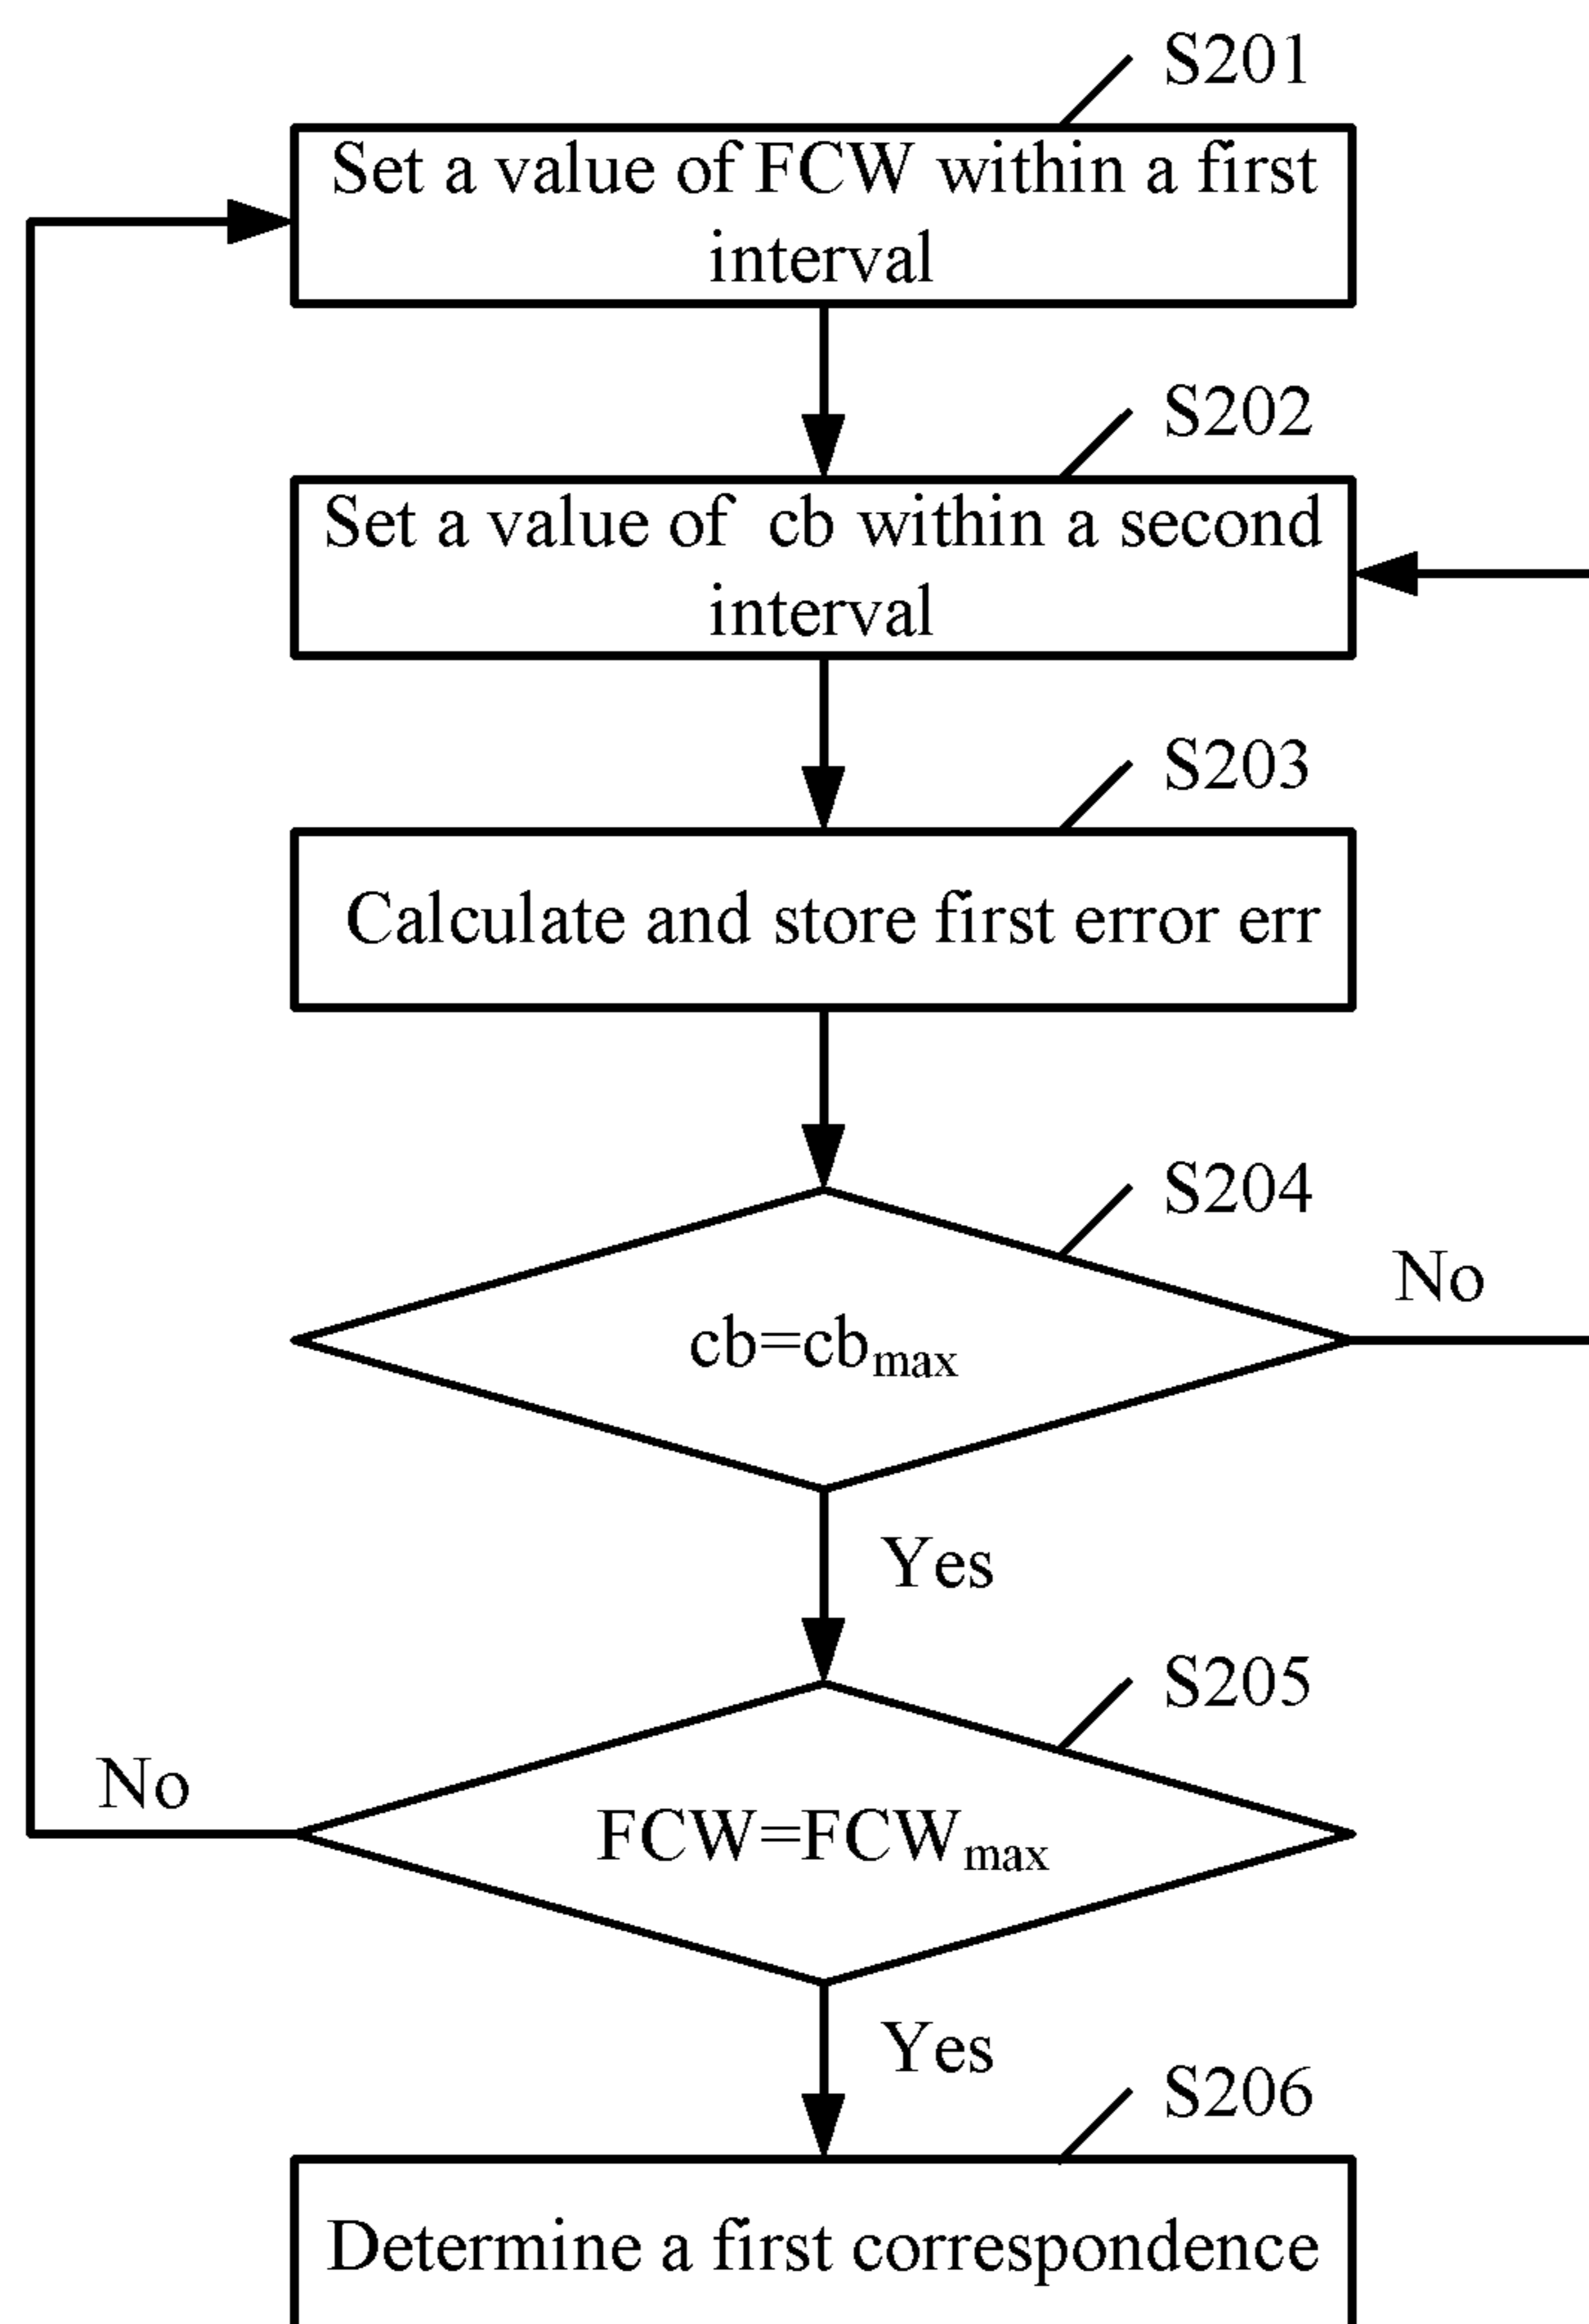 S201
Set a value of FCW within a first
interval
S202
Set a value of cb within a second
interval
S203
Calculate and store first error err
S204
No
cb=cbmax
Yes
S205
No
FCW=FCWmax
Yes
S206
Determine a first correspondence